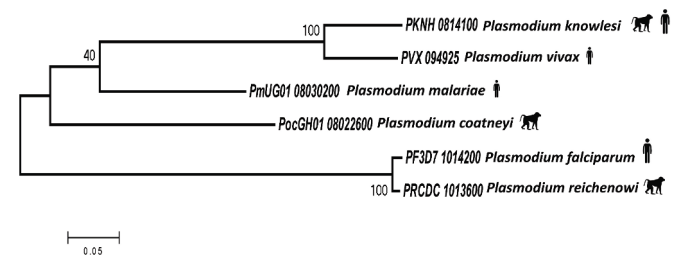 100 PKNH 0814100 Plasmodium knowlesi
PVX 094925 Plasmodium vivax
40
PmUG01 08030200 Plasmodium malariae
PocGH01 08022600 Plasmodium coatneyi
PF3D7 1014200 Plasmodium falciparum
100 PRCDC 1013600 Plasmodium reichenowi
0.05